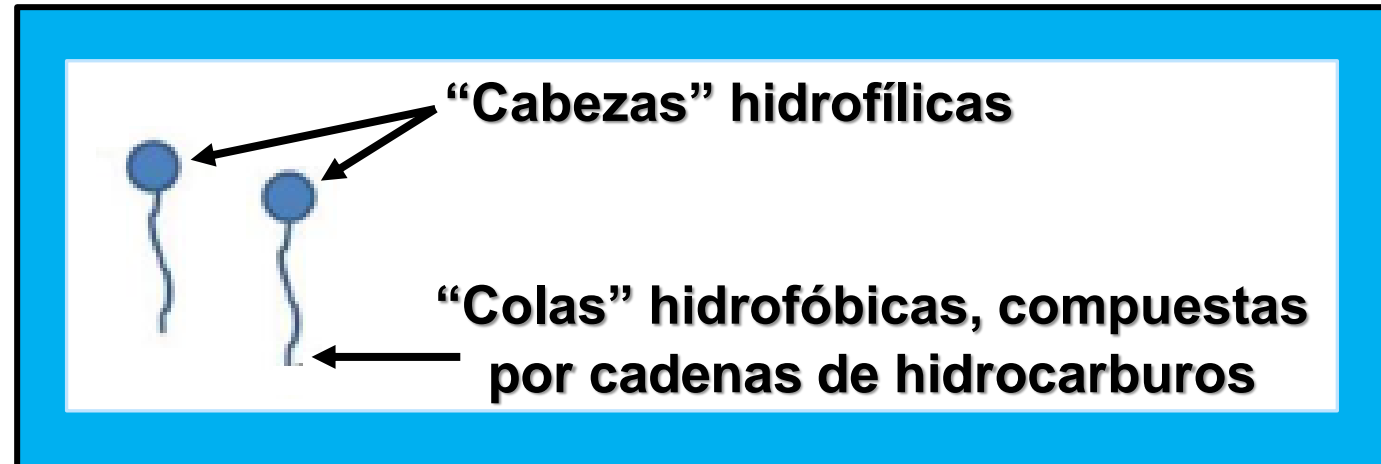 “Cabezas” hidrofílicas
“Colas” hidrofóbicas, compuestas
por cadenas de hidrocarburos